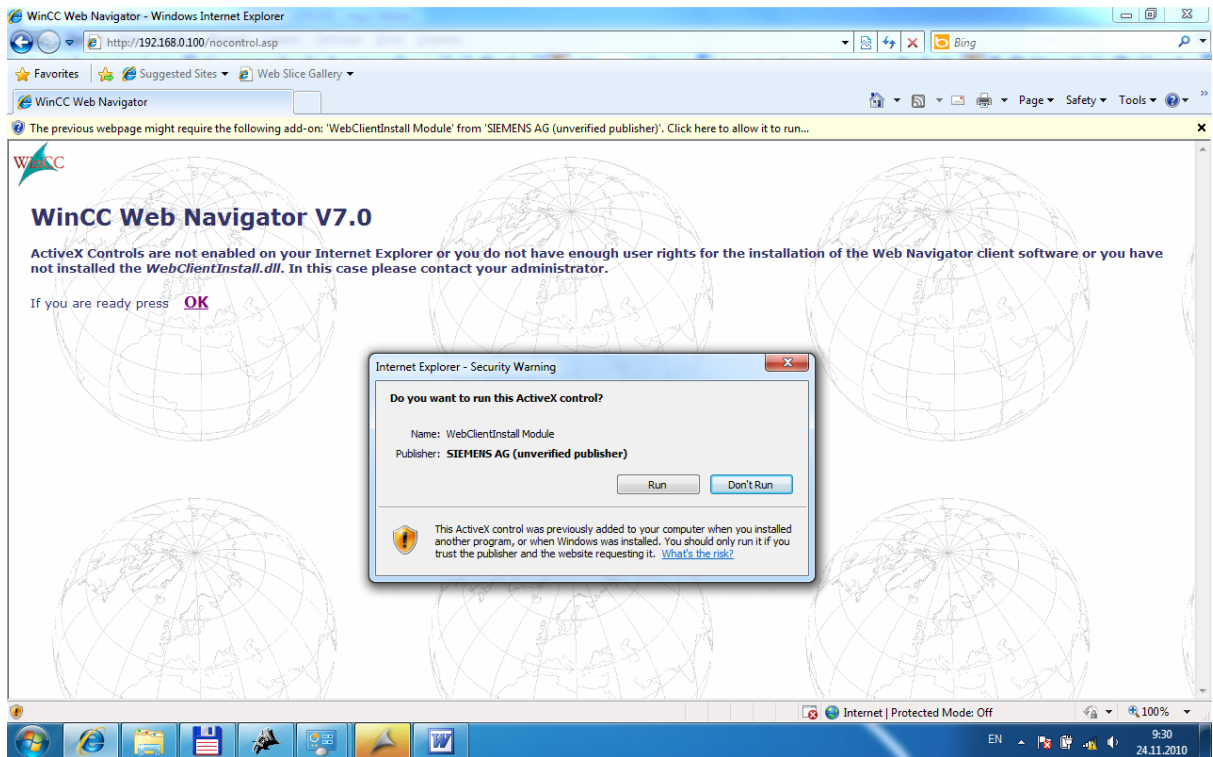 WinCC Web Navigator - Windows Internet Explorer
http://192.168.0.100/nocontrol.asp
Bing
Favorites Suggested Sites Web Slice Gallery
WinCC Web Navigator
Page Safety Tools
The previous webpage might require the following add-on: 'WebClientInstall Module' from 'SIEMENS AG (unverified publisher)'. Click here to allow it to run...
WinCC
WinCC Web Navigator V7.0
ActiveX Controls are not enabled on your Internet Explorer or you do not have enough user rights for the installation of the Web Navigator client software or you have
not installed the WebClientInstall.dll. In this case please contact your administrator.
If you are ready press OK
Internet Explorer - Security Warning
Do you want to run this ActiveX control?
Name: WebClientInstall Module
Publisher: SIEMENS AG (unverified publisher)
Run Don't Run
This ActiveX control was previously added to your computer when you installed
another program, or when Windows was installed. You should only run it if you
trust the publisher and the website requesting it. What's the risk?
Internet | Protected Mode: Off 100%
EN 9:30
24.11.2010